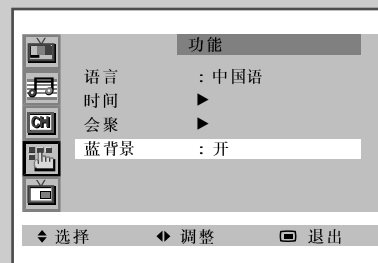 功能
语言 : 中国语
时间 ▶
会聚 ▶
CH
蓝背景 : 开
选择 调整 退出